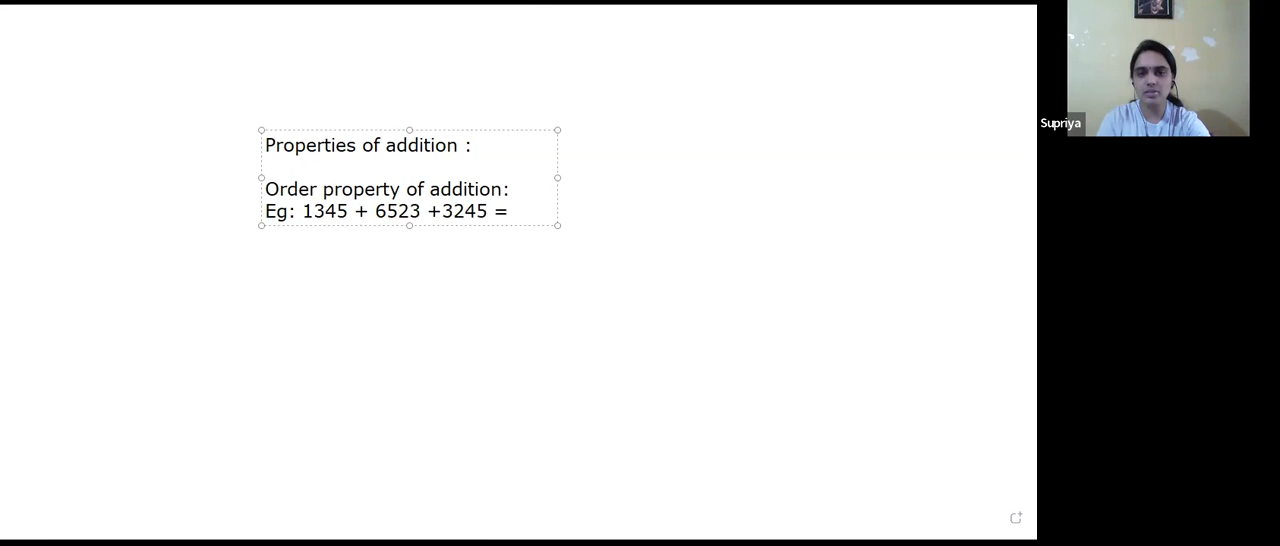 Properties of addition :
Order property of addition:
Eg: 1345 + 6523 +3245 =
Supriya